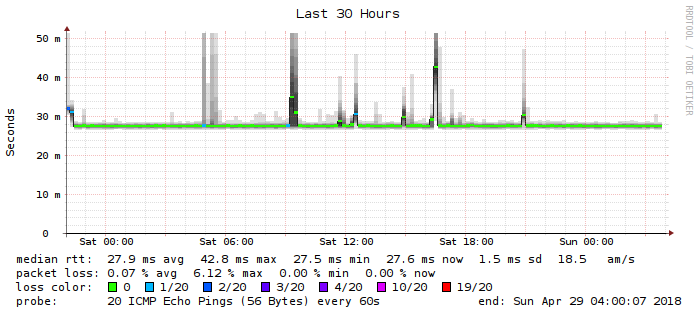 Last 30 Hours
RRDTOOL / TOBI OETIKER
Seconds
50 m
40 m
30 m
20 m
10 m
0
Sat 00:00 Sat 06:00 Sat 12:00 Sat 18:00 Sun 00:00
median rtt: 27.9 ms avg 42.8 ms max 27.5 ms min 27.6 ms now 1.5 ms sd 18.5 am/s
packet loss: 0.07 % avg 6.12 % max 0.00 % min 0.00 % now
loss color: 0 1/20 2/20 3/20 4/20 10/20 19/20
probe: 20 ICMP Echo Pings (56 Bytes) every 60s end: Sun Apr 29 04:00:07 2018